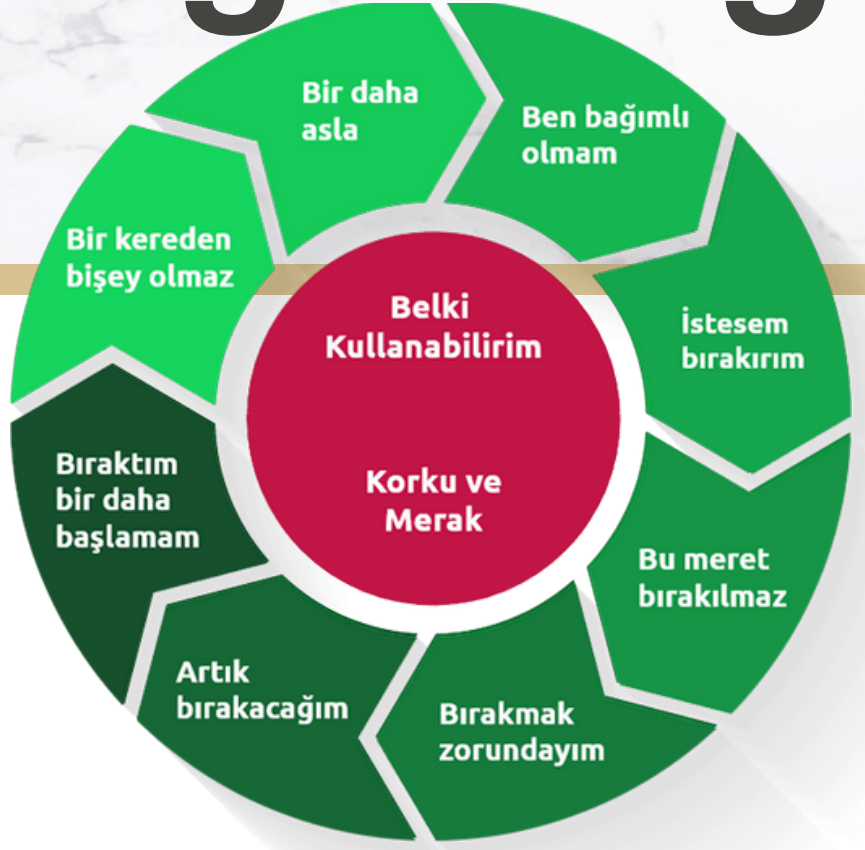 Bir daha
asla
Ben bağımlı
olmam
İstesem
bırakırım
Bu meret
bırakılmaz
Bırakmak
zorundayım
Artık
bırakacağım
Bıraktım
bir daha
başlamam
Bir kereden
bişey olmaz
Belki
Kullanabilirim
Korku ve
Merak